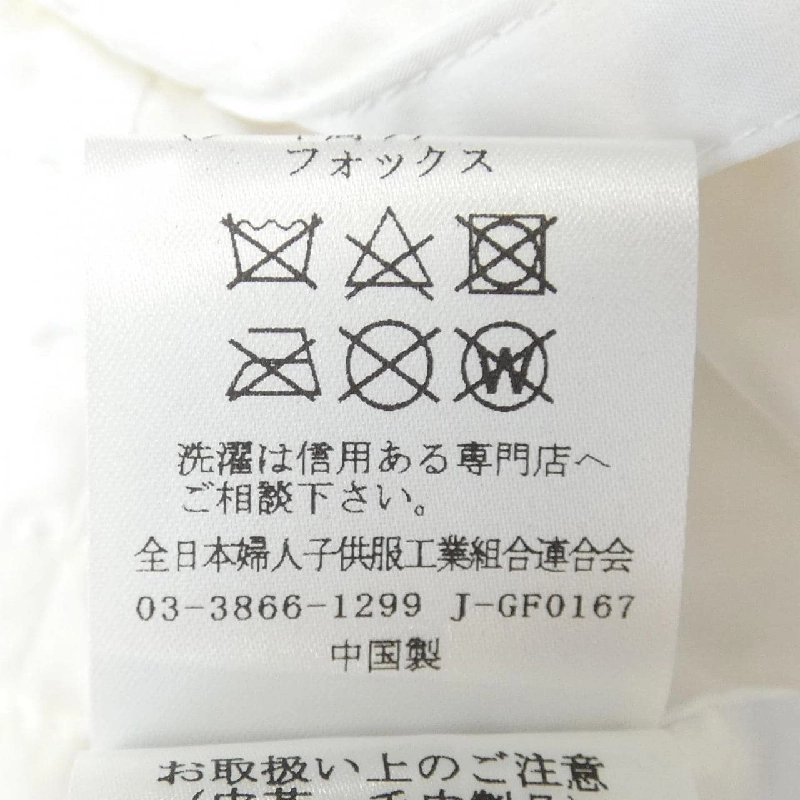 フォックス
W
洗濯は信用ある専門店へ
ご相談下さい。
全日本婦人子供服工業組合連合会
03-3866-1299 J-GF0167
中国製
お取扱い上のご注意